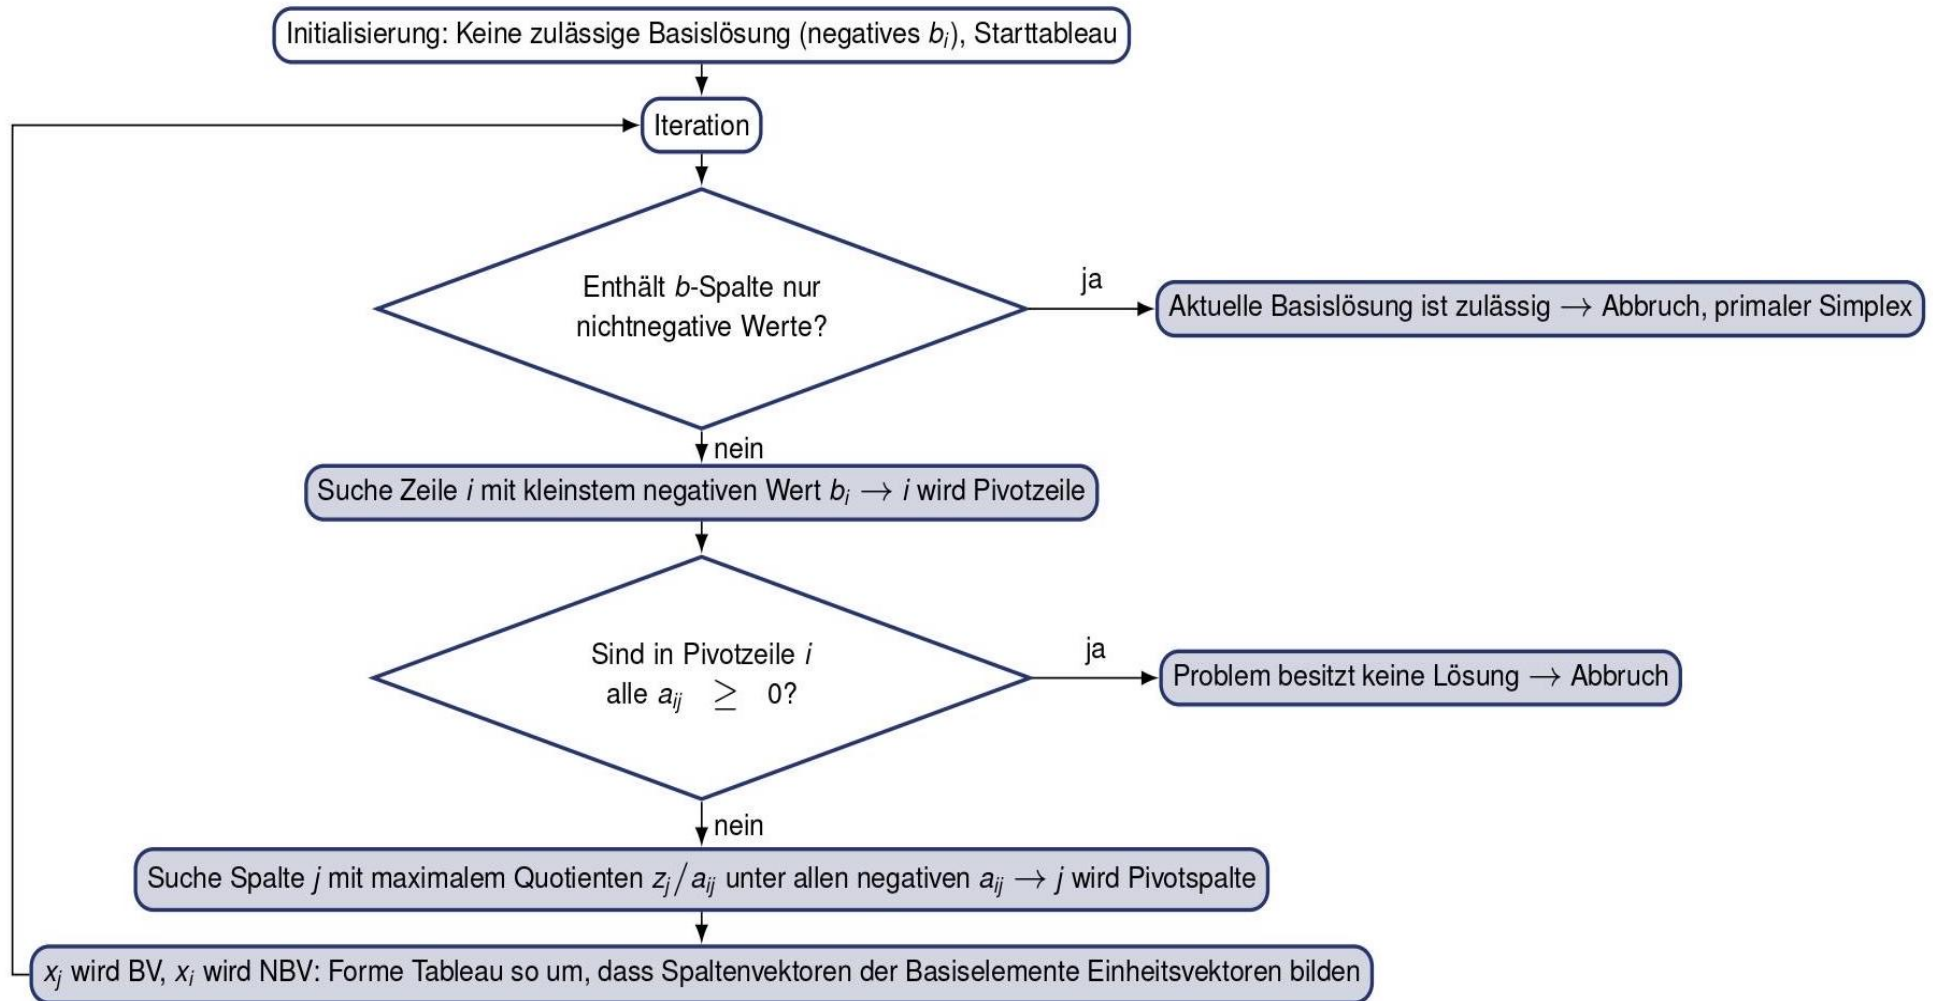 Initialisierung: Keine zulässige Basislösung (negatives bᵢ), Starttableau
Iteration
Enthält b-Spalte nur
nichtnegative Werte?
ja
Aktuelle Basislösung ist zulässig → Abbruch, primaler Simplex
nein
Suche Zeile i mit kleinstem negativen Wert bᵢ → i wird Pivotzeile
Sind in Pivotzeile i
alle aᵢⱼ ≥ 0?
ja
Problem besitzt keine Lösung → Abbruch
nein
Suche Spalte j mit maximalem Quotienten zⱼ/aᵢⱼ unter allen negativen aᵢⱼ → j wird Pivotspalte
xⱼ wird BV, xᵢ wird NBV: Forme Tableau so um, dass Spaltenvektoren der Basiselemente Einheitsvektoren bilden